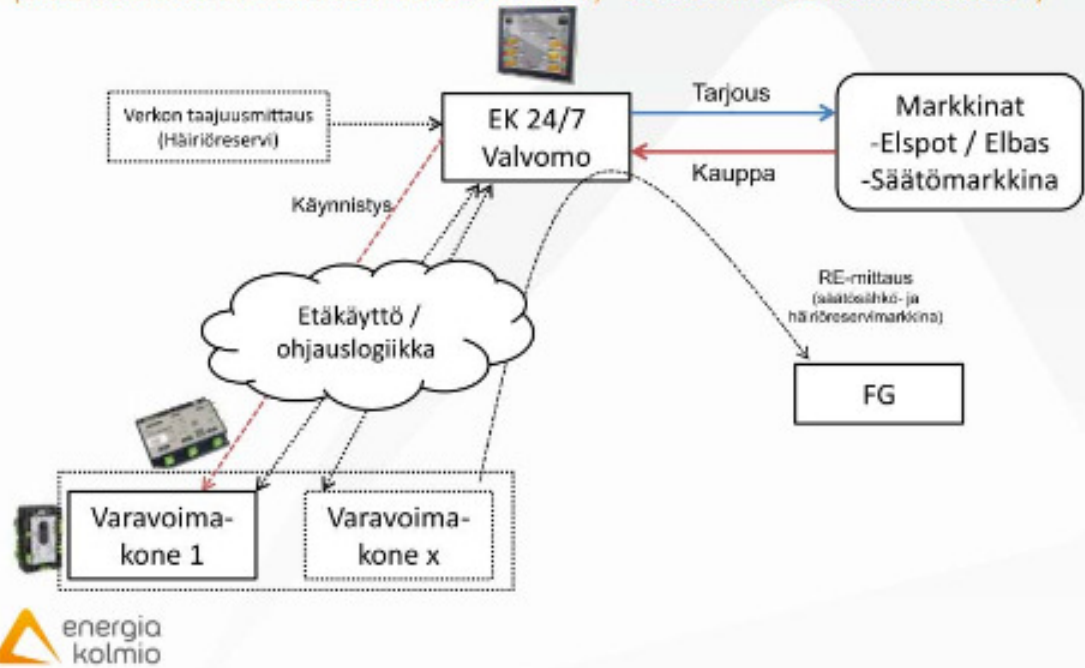 Verkon taajuusmittaus
(Häiriöreservi)
EK 24/7
Valvomo
Tarjous
Kauppa
Markkinat
-Elspot / Elbas
-Säätömarkkina
Käynnistys
Etäkäyttö /
ohjauslogiikka
RE-mittaus
(säätösähkö- ja
häiriöreservimarkkina)
FG
Varavoima-
kone 1
Varavoima-
kone x
energia
kolmio